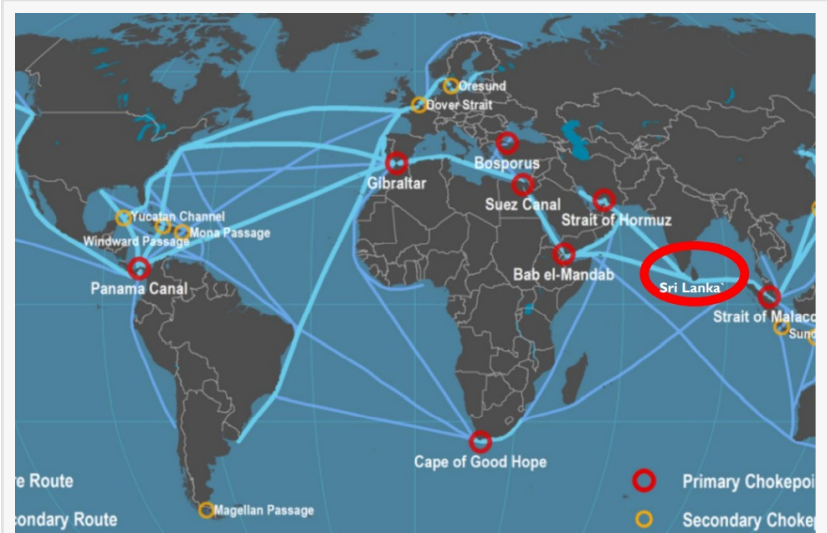 Oresund
Dover Strait
Bosporus
Gibraltar
Suez Canal
Strait of Hormuz
Yucatan Channel
Mona Passage
Windward Passage
Bab el-Mandab
Panama Canal
Sri Lanka`
Strait of Malacc
Sund
Cape of Good Hope
re Route
Primary Chokepoi
Magellan Passage
condary Route
Secondary Chokep